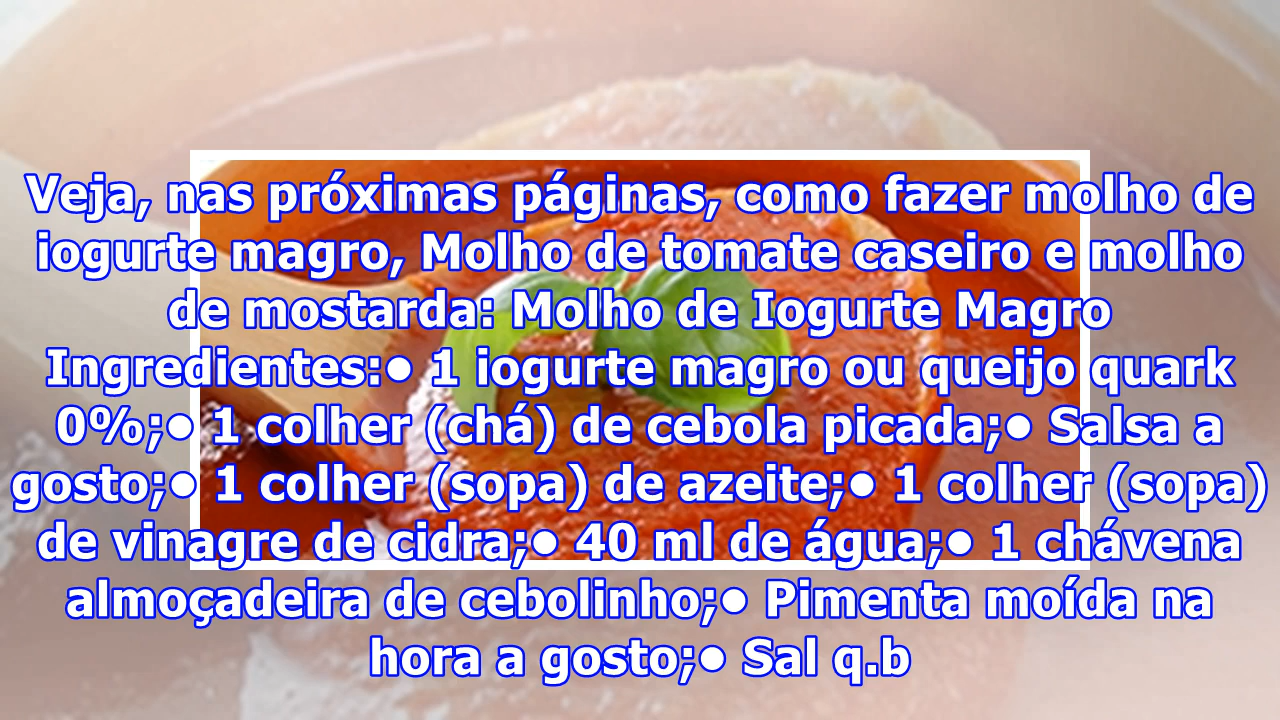 Veja, nas próximas páginas, como fazer molho de
iogurte magro, Molho de tomate caseiro e molho
de mostarda: Molho de Iogurte Magro
Ingredientes:● 1 iogurte magro ou queijo quark
0%;● 1 colher (chá) de cebola picada;● Salsa a
gosto;● 1 colher (sopa) de azeite;● 1 colher (sopa)
de vinagre de cidra;● 40 ml de água;● 1 chávena
almoçadeira de cebolinho;● Pimenta moída na
hora a gosto;● Sal q.b